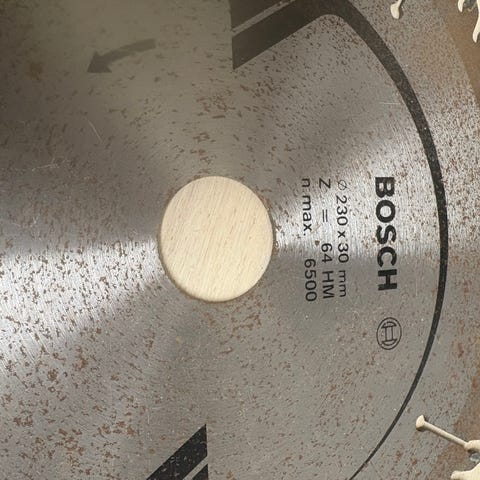 BOSCH
⌀ 230 x 30 mm
Z = 64 HM
n max. 6500